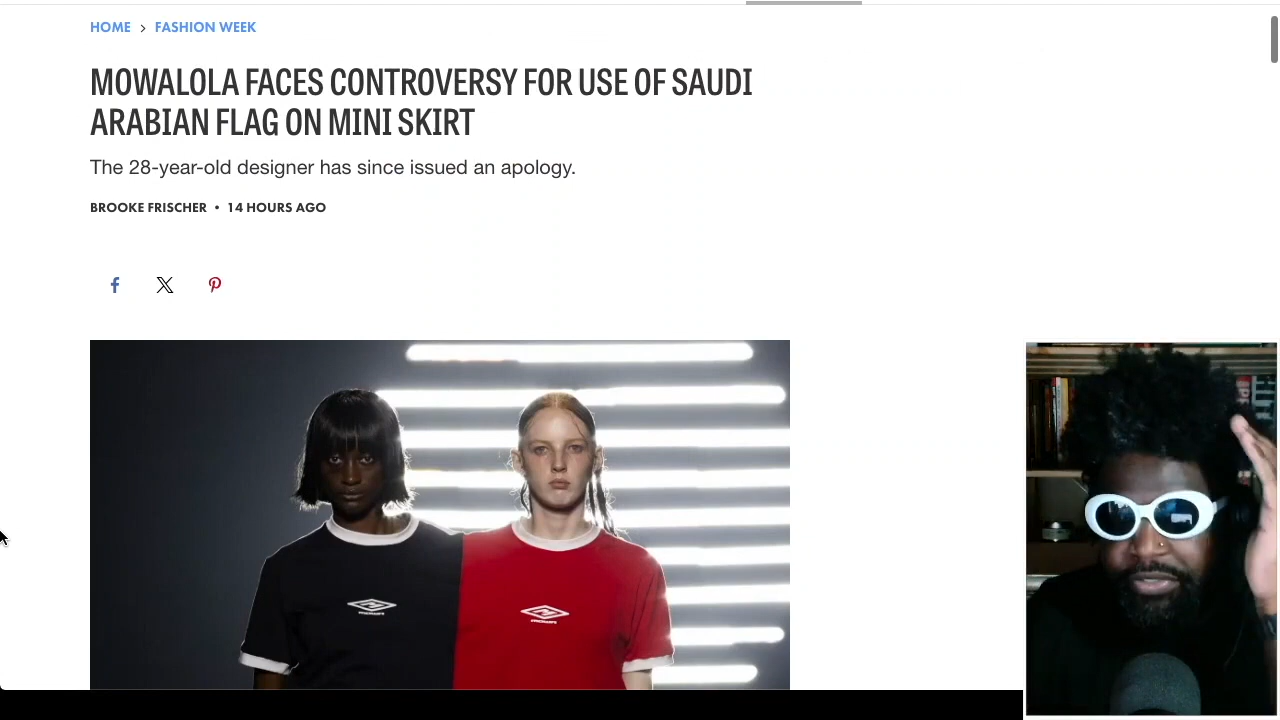 HOME > FASHION WEEK
MOWALOLA FACES CONTROVERSY FOR USE OF SAUDI
ARABIAN FLAG ON MINI SKIRT
The 28-year-old designer has since issued an apology.
BROOKE FRISCHER • 14 HOURS AGO